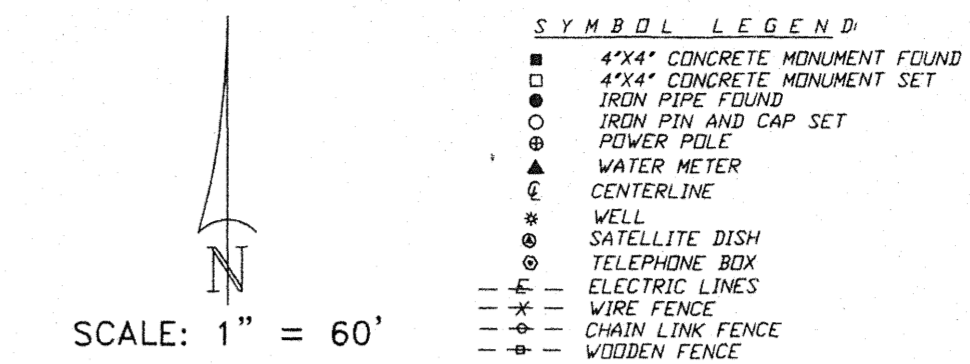 N
SCALE: 1" = 60'
SYMBOL LEGEND:
4"X4" CONCRETE MONUMENT FOUND
4"X4" CONCRETE MONUMENT SET
IRON PIPE FOUND
IRON PIN AND CAP SET
POWER POLE
WATER METER
℄ CENTERLINE
WELL
SATELLITE DISH
TELEPHONE BOX
— E — ELECTRIC LINES
— X — WIRE FENCE
CHAIN LINK FENCE
WOODEN FENCE